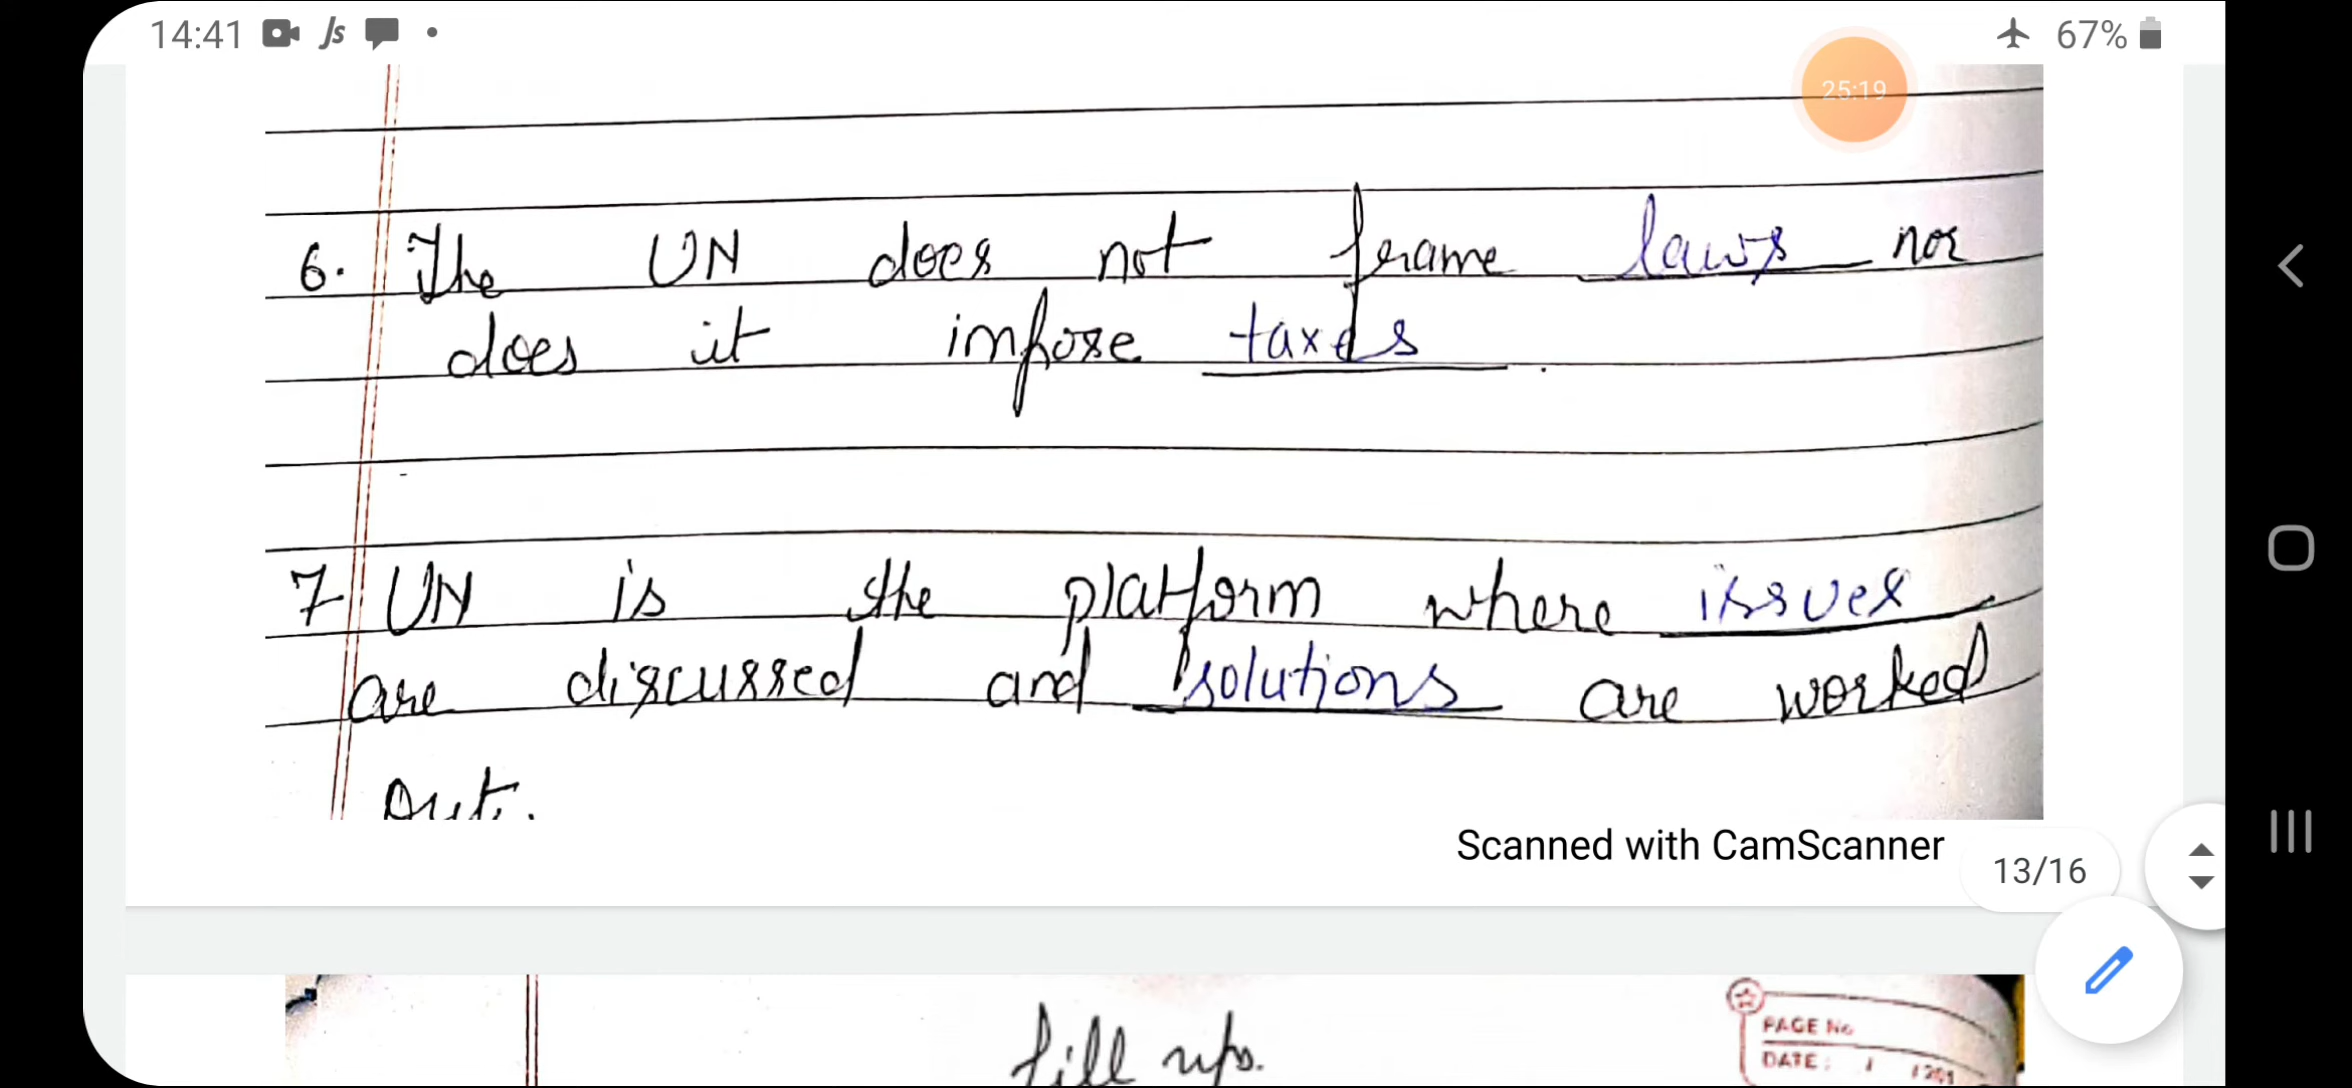 14:41
67%
25:19
6. The UN does not frame laws nor
does it impose taxes.
7 UN is the platform where issues
are discussed and solutions are worked
out.
Scanned with CamScanner
13/16
fill ups.
PAGE No
DATE: / /201